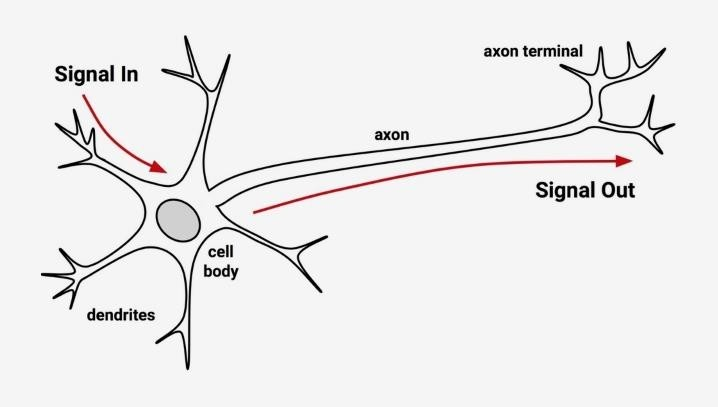 axon terminal
Signal In
axon
Signal Out
cell
body
dendrites